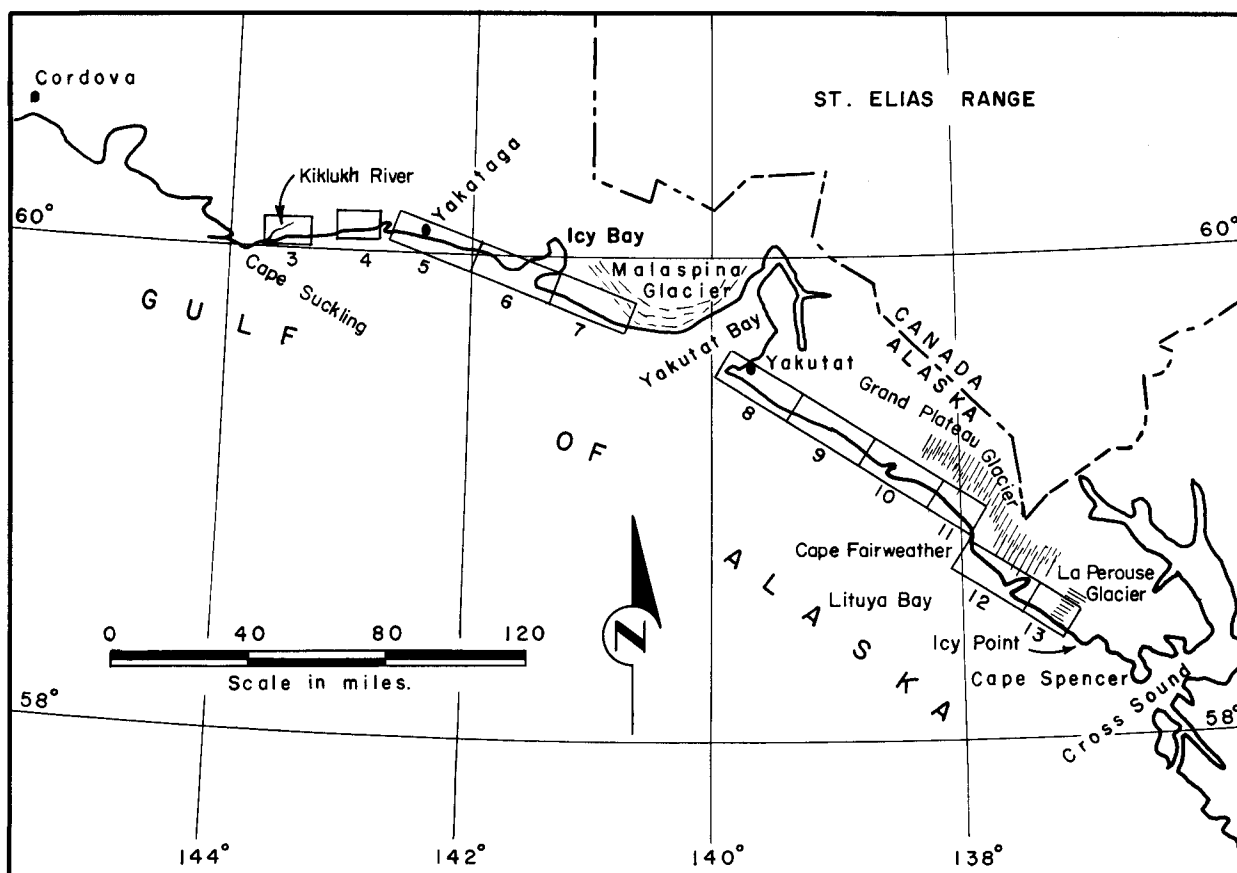 Cordova
ST. ELIAS RANGE
Kiklukh River
Yakataga
60°
60°
Icy Bay
3
4
5
6
7
Cape Suckling
Malaspina
Glacier
GULF
OF
ALASKA
Yakutat Bay
Yakutat
CANADA
ALASKA
Grand Plateau Glacier
8
9
10
11
Cape Fairweather
La Perouse
Glacier
Lituya Bay
12
13
Icy Point
Cape Spencer
Cross Sound
0 40 80 120
Scale in miles.
N
58°
58°
144° 142° 140° 138°